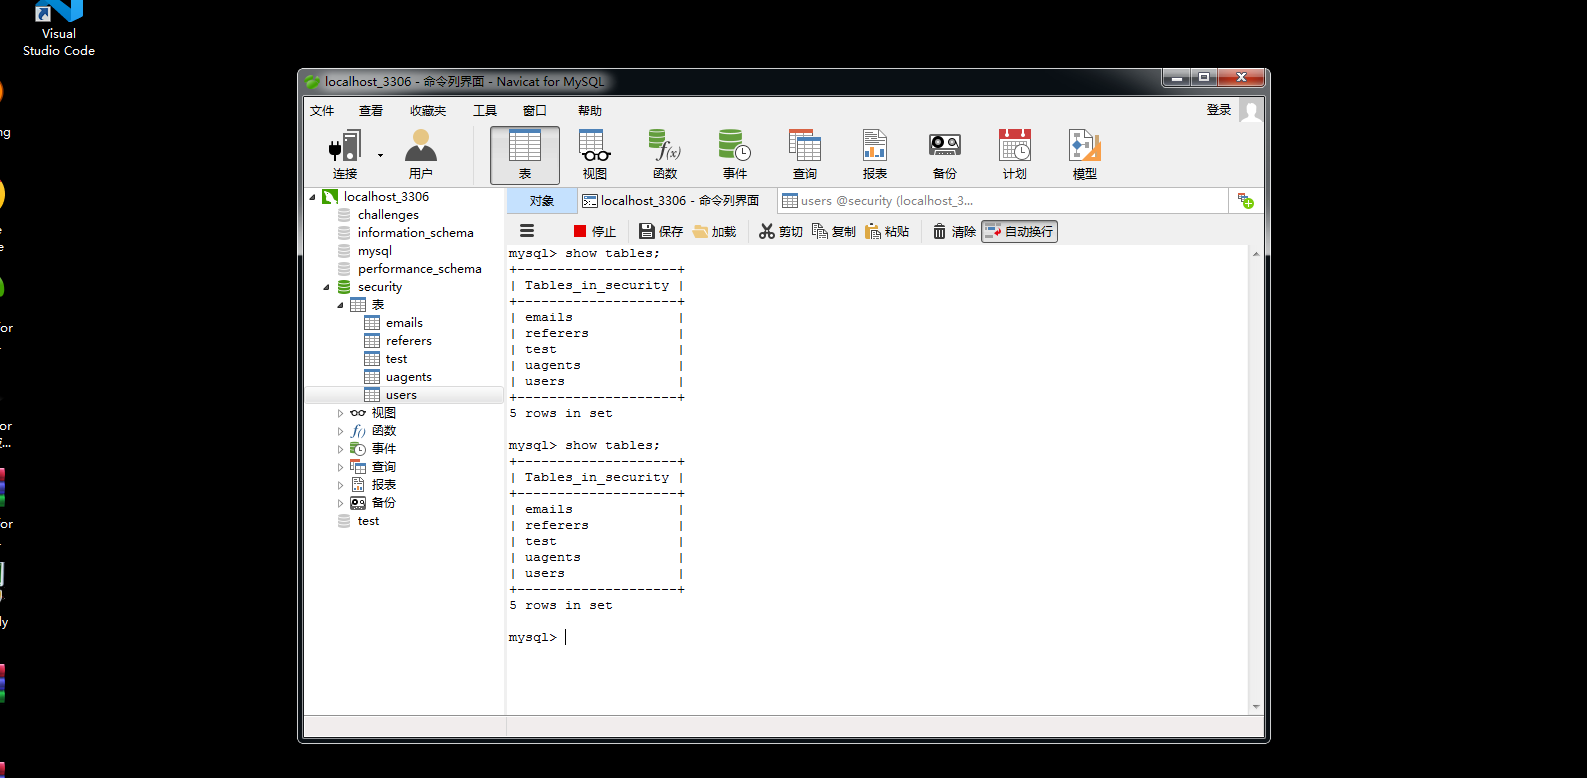 Visual
Studio Code
ng
e
e
or
or
or
ly
localhost_3306 - 命令列界面 - Navicat for MySQL
文件 查看 收藏夹 工具 窗口 帮助 登录
连接 用户 表 视图 函数 事件 查询 报表 备份 计划 模型
localhost_3306
challenges
information_schema
mysql
performance_schema
security
表
emails
referers
test
uagents
users
视图
函数
事件
查询
报表
备份
test
对象 localhost_3306 - 命令列界面 users @security (localhost_3...
停止 保存 加载 剪切 复制 粘贴 清除 自动换行
mysql> show tables;
+--------------------+
| Tables_in_security |
+--------------------+
| emails             |
| referers           |
| test               |
| uagents            |
| users              |
+--------------------+
5 rows in set
mysql> show tables;
+--------------------+
| Tables_in_security |
+--------------------+
| emails             |
| referers           |
| test               |
| uagents            |
| users              |
+--------------------+
5 rows in set
mysql>